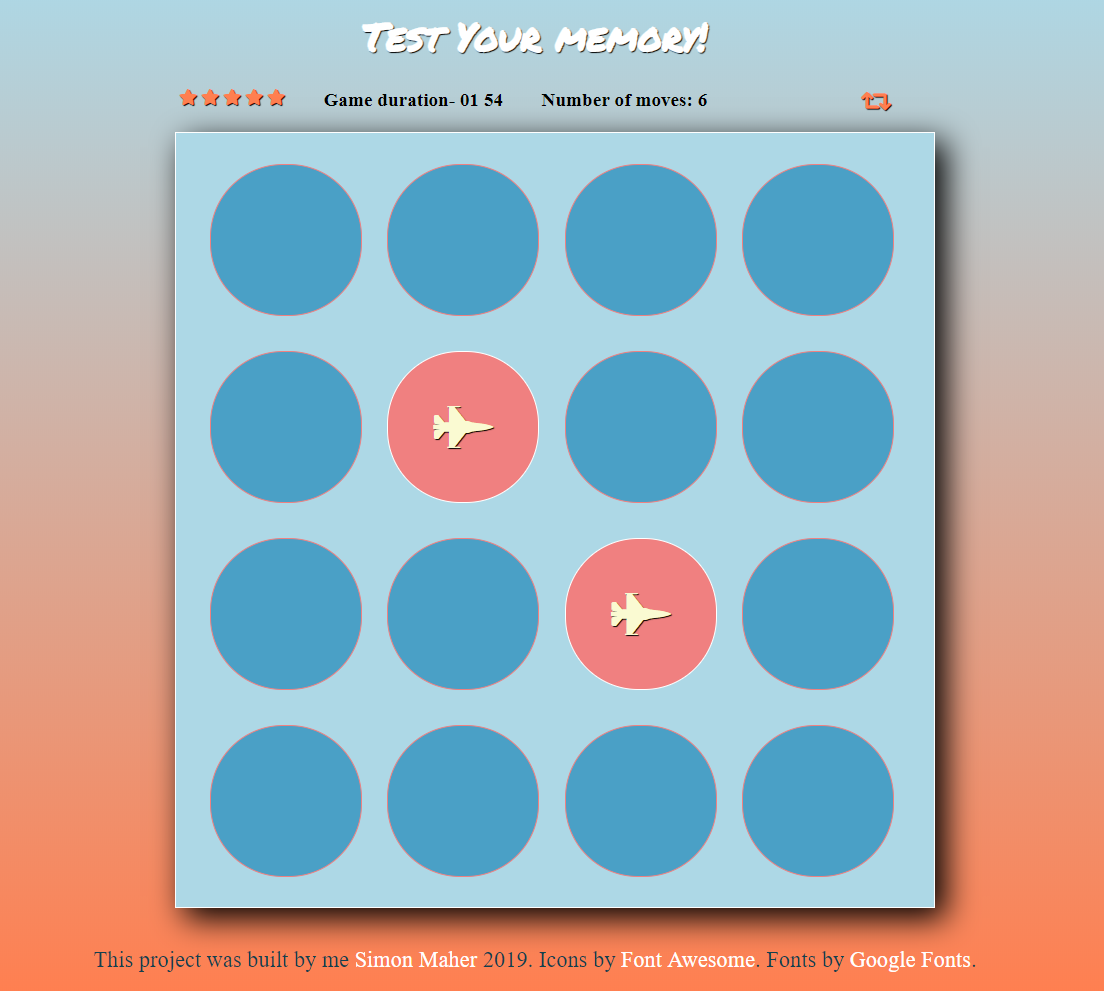 Test Your memory!
Game duration- 01 54 Number of moves: 6
This project was built by me Simon Maher 2019. Icons by Font Awesome. Fonts by Google Fonts.